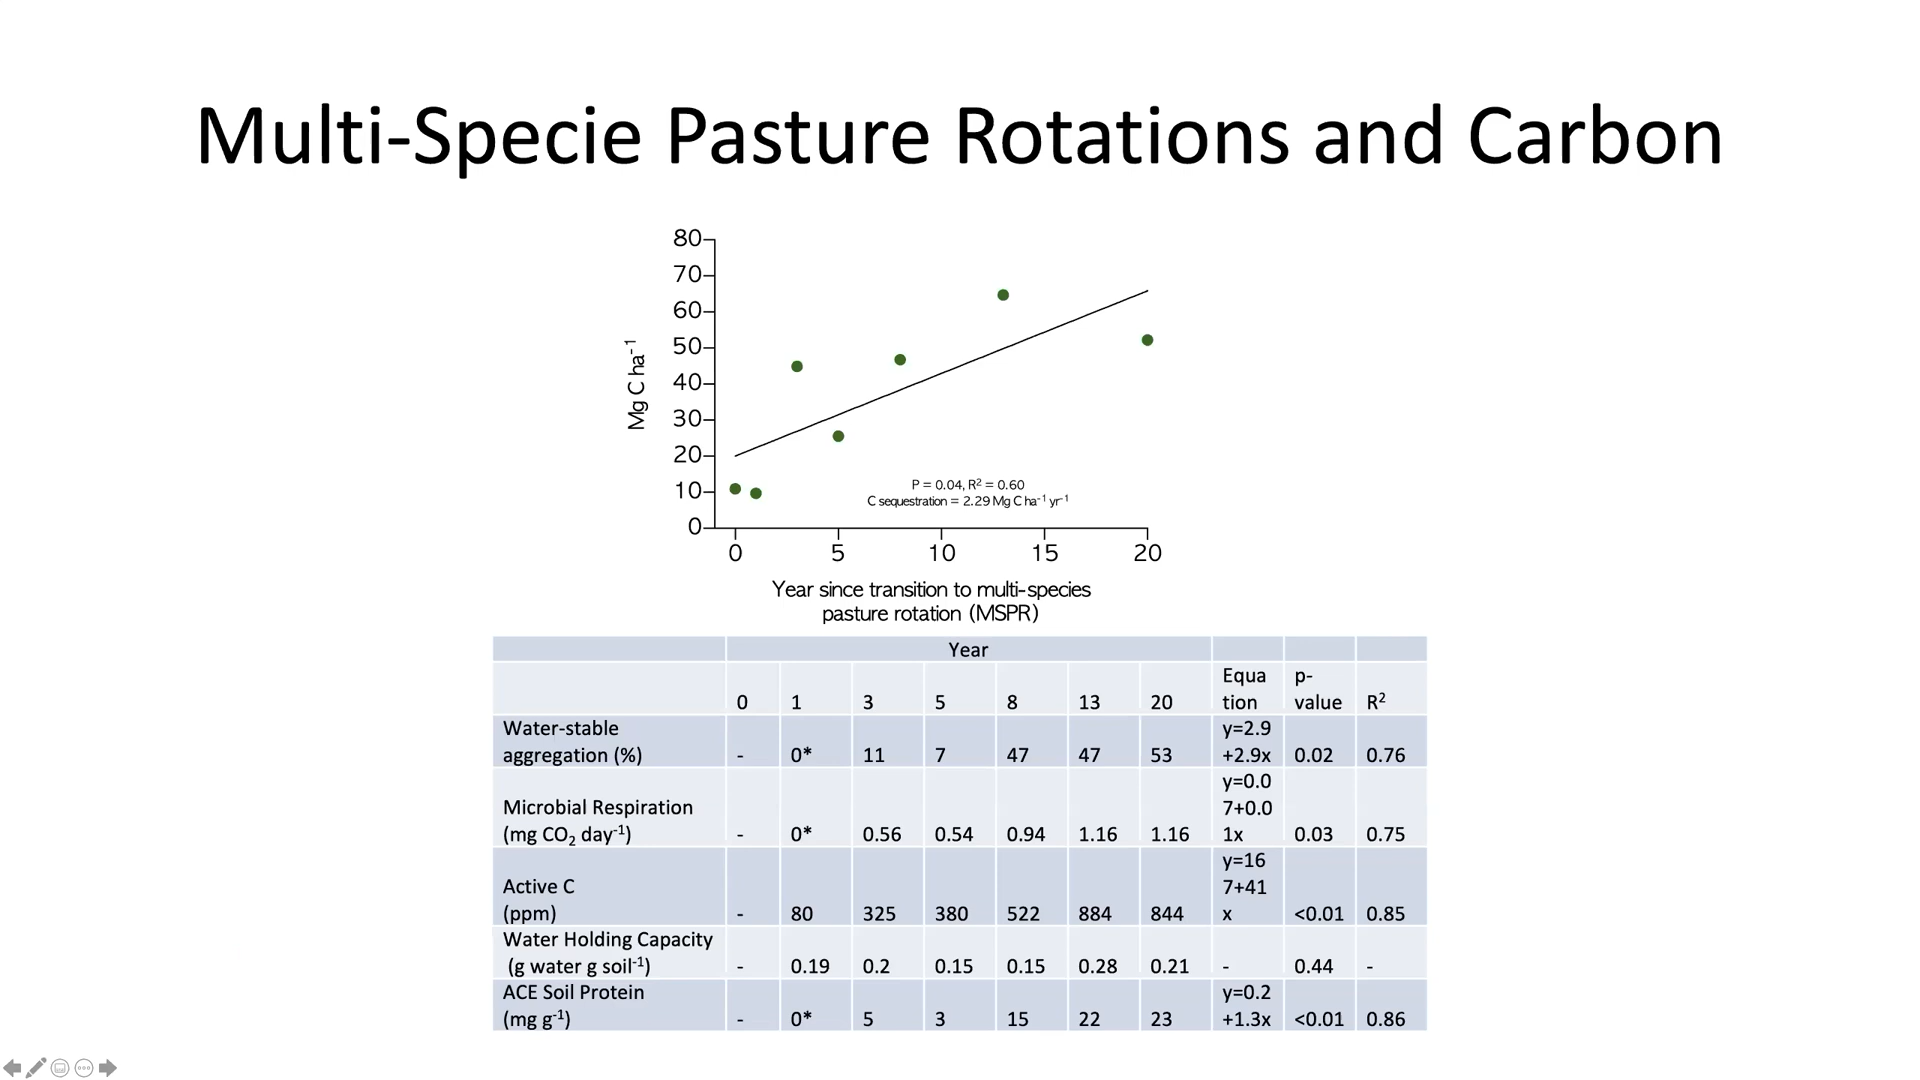 Multi-Specie Pasture Rotations and Carbon
80
70
60
50
40
30
20
10
0
Mg C ha⁻¹
P = 0.04, R² = 0.60
C sequestration = 2.29 Mg C ha⁻¹ yr⁻¹
0 5 10 15 20
Year since transition to multi-species
pasture rotation (MSPR)
Year
0 1 3 5 8 13 20 Equa
tion p-
value R²
Water-stable
aggregation (%) - 0* 11 7 47 47 53 y=2.9
+2.9x 0.02 0.76
Microbial Respiration
(mg CO₂ day⁻¹) - 0* 0.56 0.54 0.94 1.16 1.16 y=0.0
7+0.0
1x 0.03 0.75
Active C
(ppm) - 80 325 380 522 884 844 y=16
7+41
x <0.01 0.85
Water Holding Capacity
(g water g soil⁻¹) - 0.19 0.2 0.15 0.15 0.28 0.21 - 0.44 -
ACE Soil Protein
(mg g⁻¹) - 0* 5 3 15 22 23 y=0.2
+1.3x <0.01 0.86